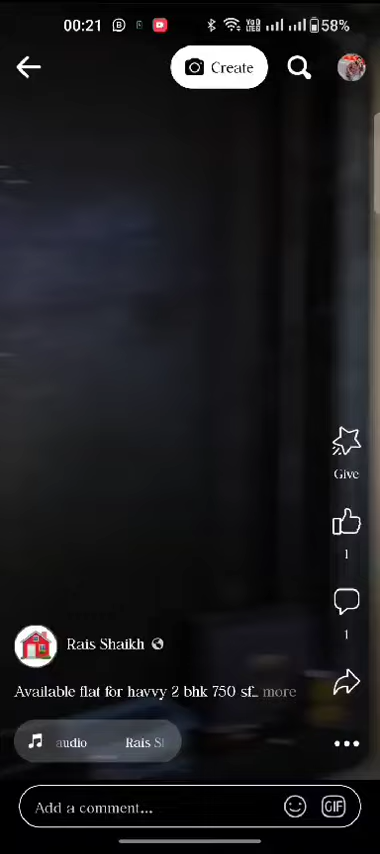 00:21 58%
Create
Give
1
1
Rais Shaikh
Available flat for havvy 2 bhk 750 sf... more
audio Rais S
Add a comment...
GIF